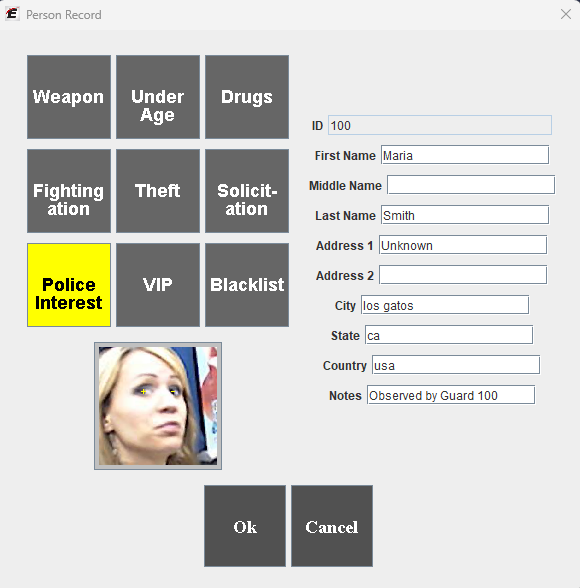 Person Record
Weapon
Under
Age
Drugs
Fighting
ation
Theft
Solicit-
ation
Police
Interest
VIP
Blacklist
ID 100
First Name Maria
Middle Name
Last Name Smith
Address 1 Unknown
Address 2
City los gatos
State ca
Country usa
Notes Observed by Guard 100
Ok
Cancel